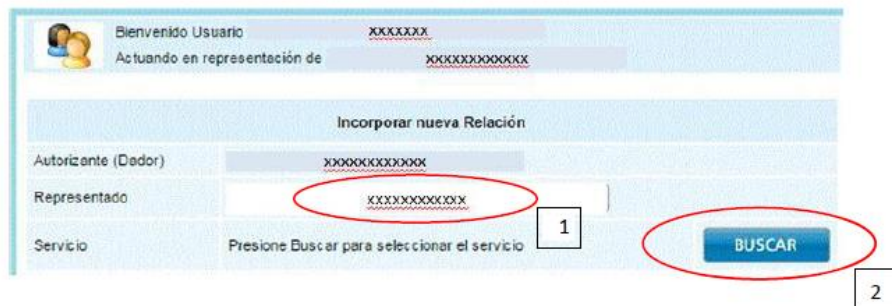 Bienvenido Usuario xxxxxxx
Actuando en representación de xxxxxxxxxxxx
Incorporar nueva Relación
Autorizante (Dador) xxxxxxxxxxxx
Representado xxxxxxxxxxxx
1
Servicio Presione Buscar para seleccionar el servicio BUSCAR
2